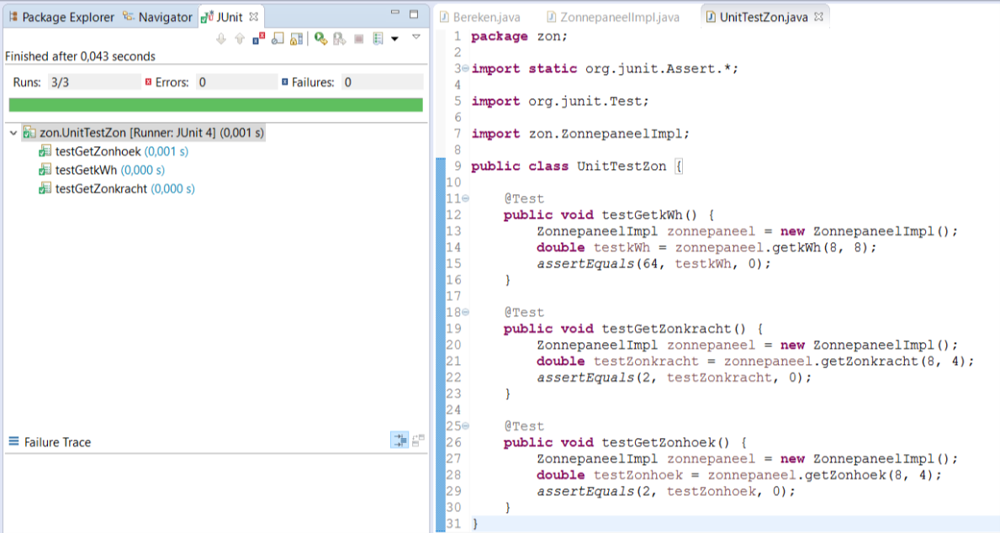 Package Explorer Navigator JUnit
Finished after 0,043 seconds
Runs: 3/3 Errors: 0 Failures: 0
zon.UnitTestZon [Runner: JUnit 4] (0,001 s)
testGetZonhoek (0,001 s)
testGetkWh (0,000 s)
testGetZonkracht (0,000 s)
Failure Trace
Bereken.java ZonnepaneelImpl.java UnitTestZon.java
1 package zon;
2
3 import static org.junit.Assert.*;
4
5 import org.junit.Test;
6
7 import zon.ZonnepaneelImpl;
8
9 public class UnitTestZon {
10
11 @Test
12 public void testGetkWh() {
13 ZonnepaneelImpl zonnepaneel = new ZonnepaneelImpl();
14 double testkWh = zonnepaneel.getkWh(8, 8);
15 assertEquals(64, testkWh, 0);
16 }
17
18 @Test
19 public void testGetZonkracht() {
20 ZonnepaneelImpl zonnepaneel = new ZonnepaneelImpl();
21 double testZonkracht = zonnepaneel.getZonkracht(8, 4);
22 assertEquals(2, testZonkracht, 0);
23 }
24
25 @Test
26 public void testGetZonhoek() {
27 ZonnepaneelImpl zonnepaneel = new ZonnepaneelImpl();
28 double testZonhoek = zonnepaneel.getZonhoek(8, 4);
29 assertEquals(2, testZonhoek, 0);
30 }
31 }